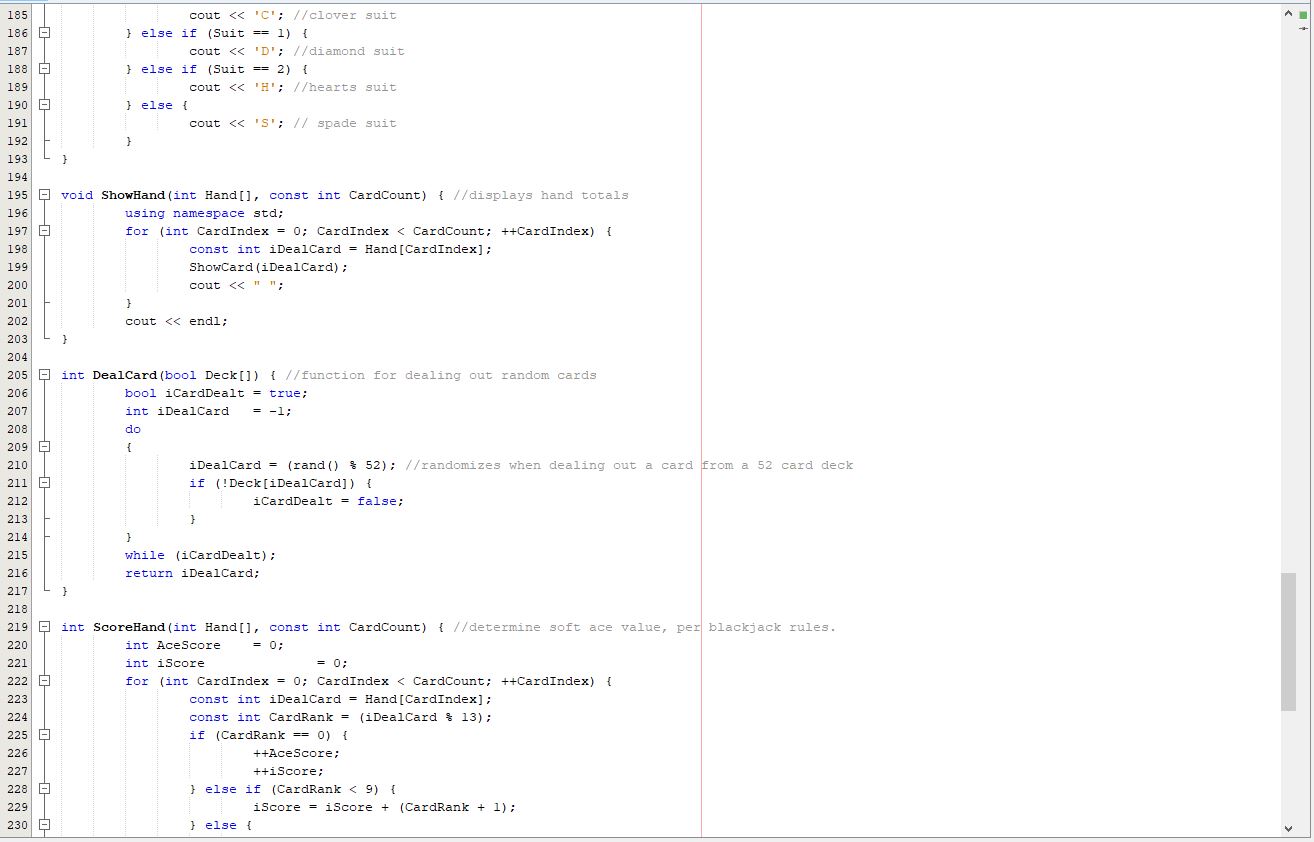 185 cout << 'C'; //clover suit
186 } else if (Suit == 1) {
187 cout << 'D'; //diamond suit
188 } else if (Suit == 2) {
189 cout << 'H'; //hearts suit
190 } else {
191 cout << 'S'; // spade suit
192 }
193 }
194
195 void ShowHand(int Hand[], const int CardCount) { //displays hand totals
196 using namespace std;
197 for (int CardIndex = 0; CardIndex < CardCount; ++CardIndex) {
198 const int iDealCard = Hand[CardIndex];
199 ShowCard(iDealCard);
200 cout << " ";
201 }
202 cout << endl;
203 }
204
205 int DealCard(bool Deck[]) { //function for dealing out random cards
206 bool iCardDealt = true;
207 int iDealCard   = -1;
208 do
209 {
210 iDealCard = (rand() % 52); //randomizes when dealing out a card from a 52 card deck
211 if (!Deck[iDealCard]) {
212 iCardDealt = false;
213 }
214 }
215 while (iCardDealt);
216 return iDealCard;
217 }
218
219 int ScoreHand(int Hand[], const int CardCount) { //determine soft ace value, per blackjack rules.
220 int AceScore    = 0;
221 int iScore              = 0;
222 for (int CardIndex = 0; CardIndex < CardCount; ++CardIndex) {
223 const int iDealCard = Hand[CardIndex];
224 const int CardRank = (iDealCard % 13);
225 if (CardRank == 0) {
226 ++AceScore;
227 ++iScore;
228 } else if (CardRank < 9) {
229 iScore = iScore + (CardRank + 1);
230 } else {